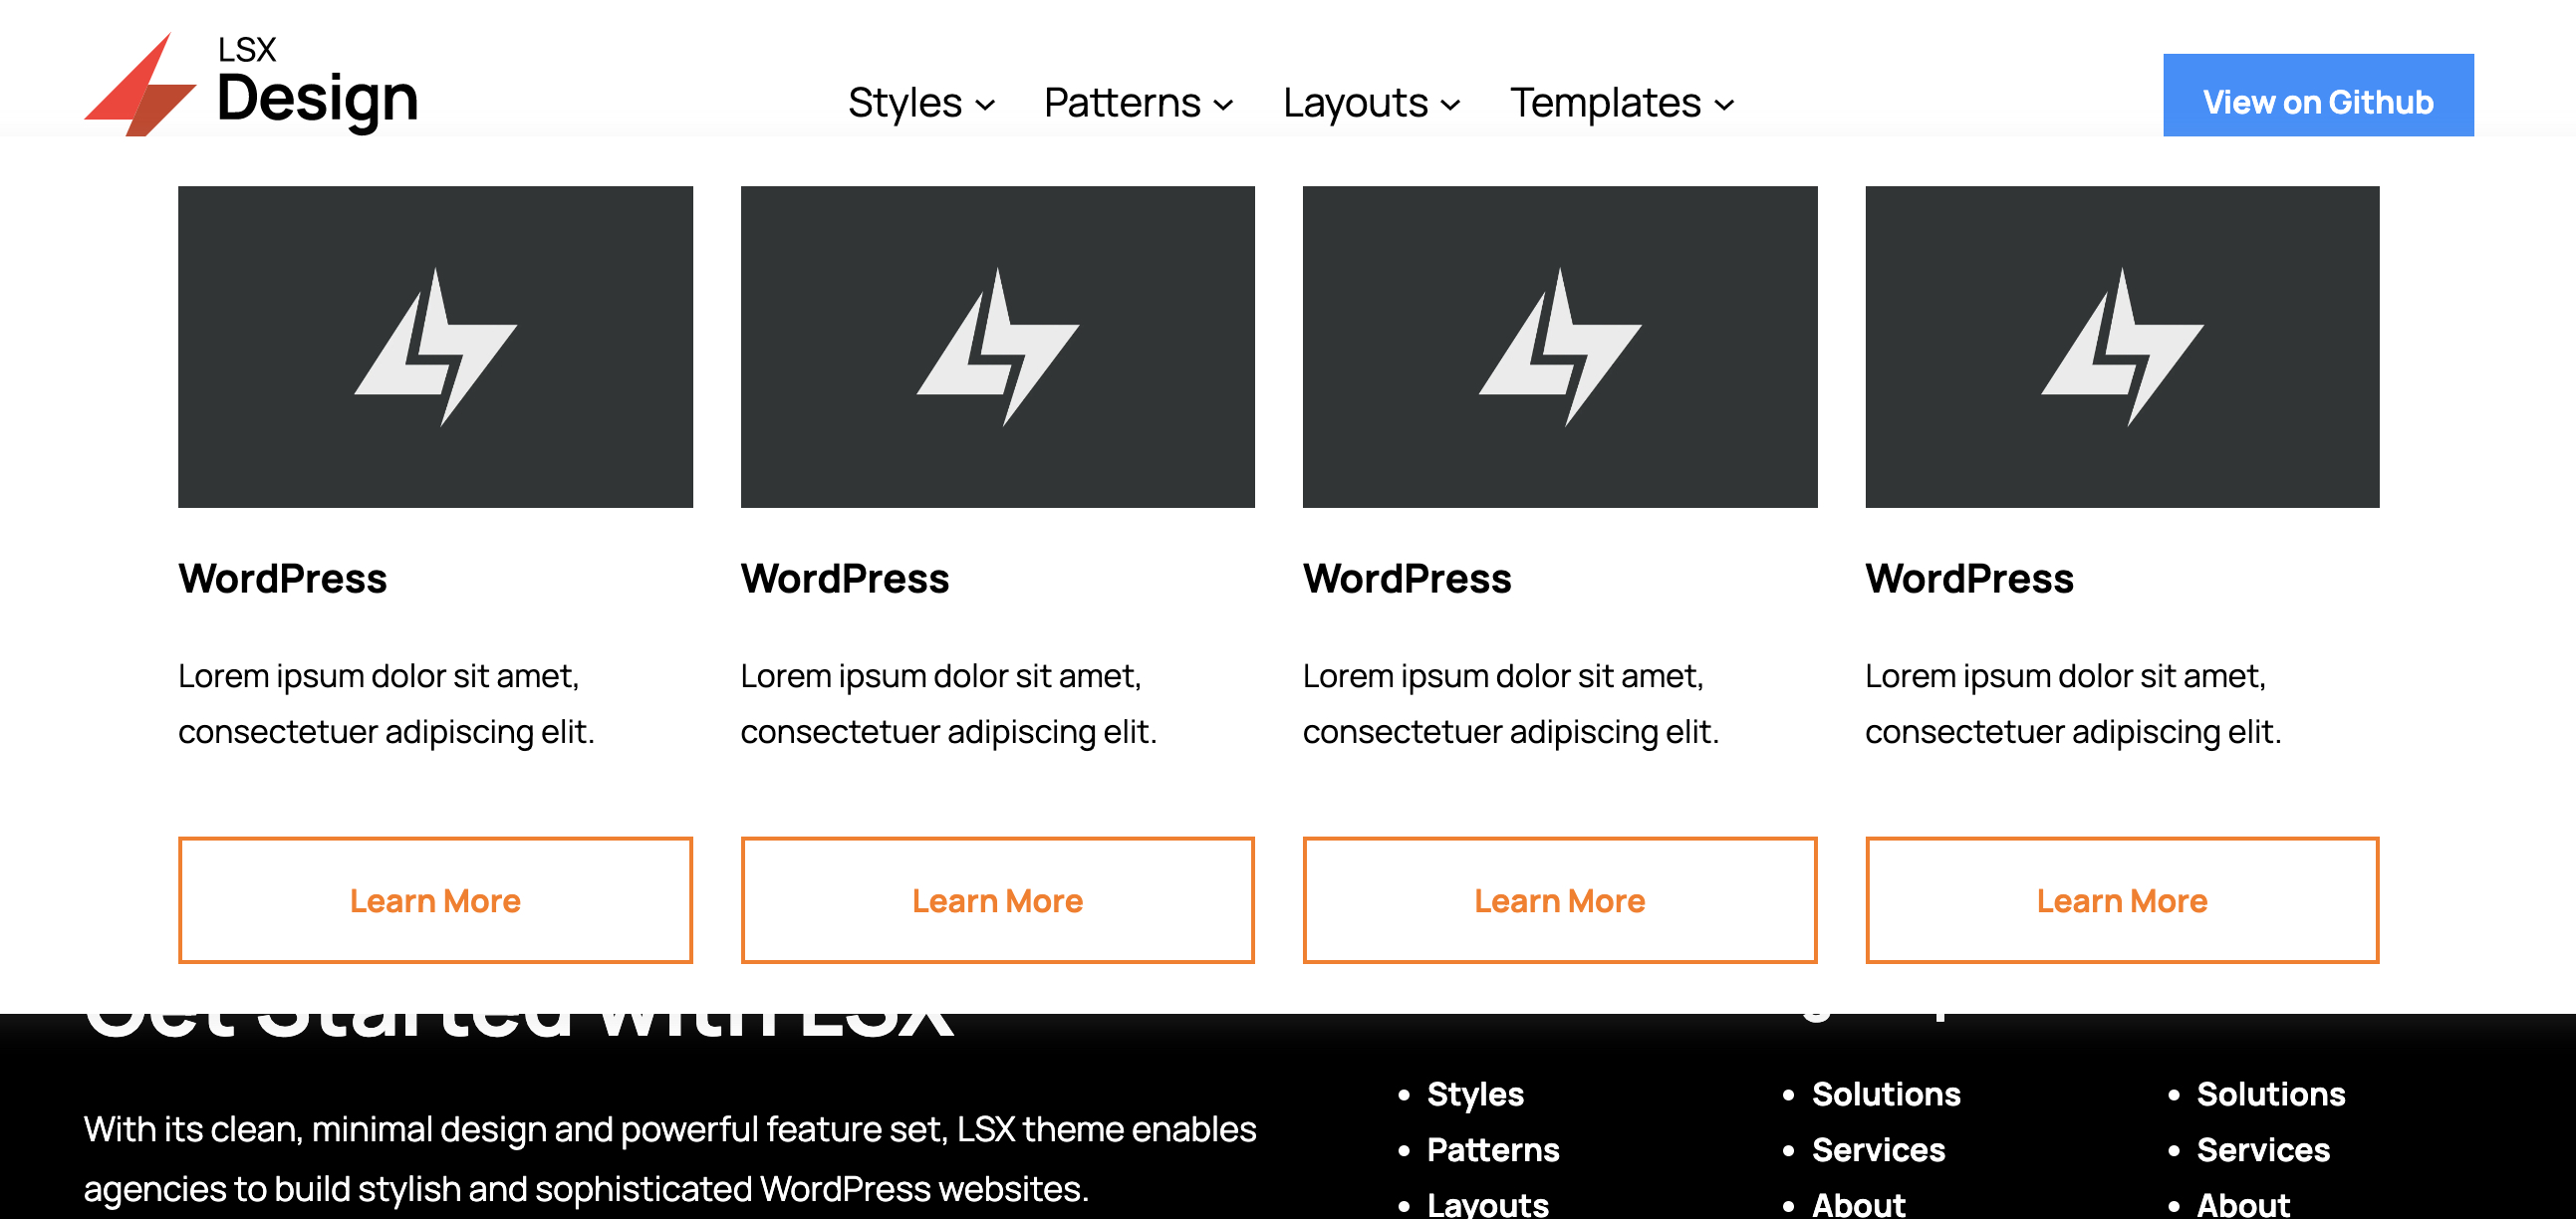 LSX
Design
Styles
Patterns
Layouts
Templates
View on Github
WordPress
WordPress
WordPress
WordPress
Lorem ipsum dolor sit amet,
consectetuer adipiscing elit.
Lorem ipsum dolor sit amet,
consectetuer adipiscing elit.
Lorem ipsum dolor sit amet,
consectetuer adipiscing elit.
Lorem ipsum dolor sit amet,
consectetuer adipiscing elit.
Learn More
Learn More
Learn More
Learn More
Get Started with LSX
With its clean, minimal design and powerful feature set, LSX theme enables
agencies to build stylish and sophisticated WordPress websites.
Styles
Patterns
Layouts
Solutions
Services
About
Solutions
Services
About